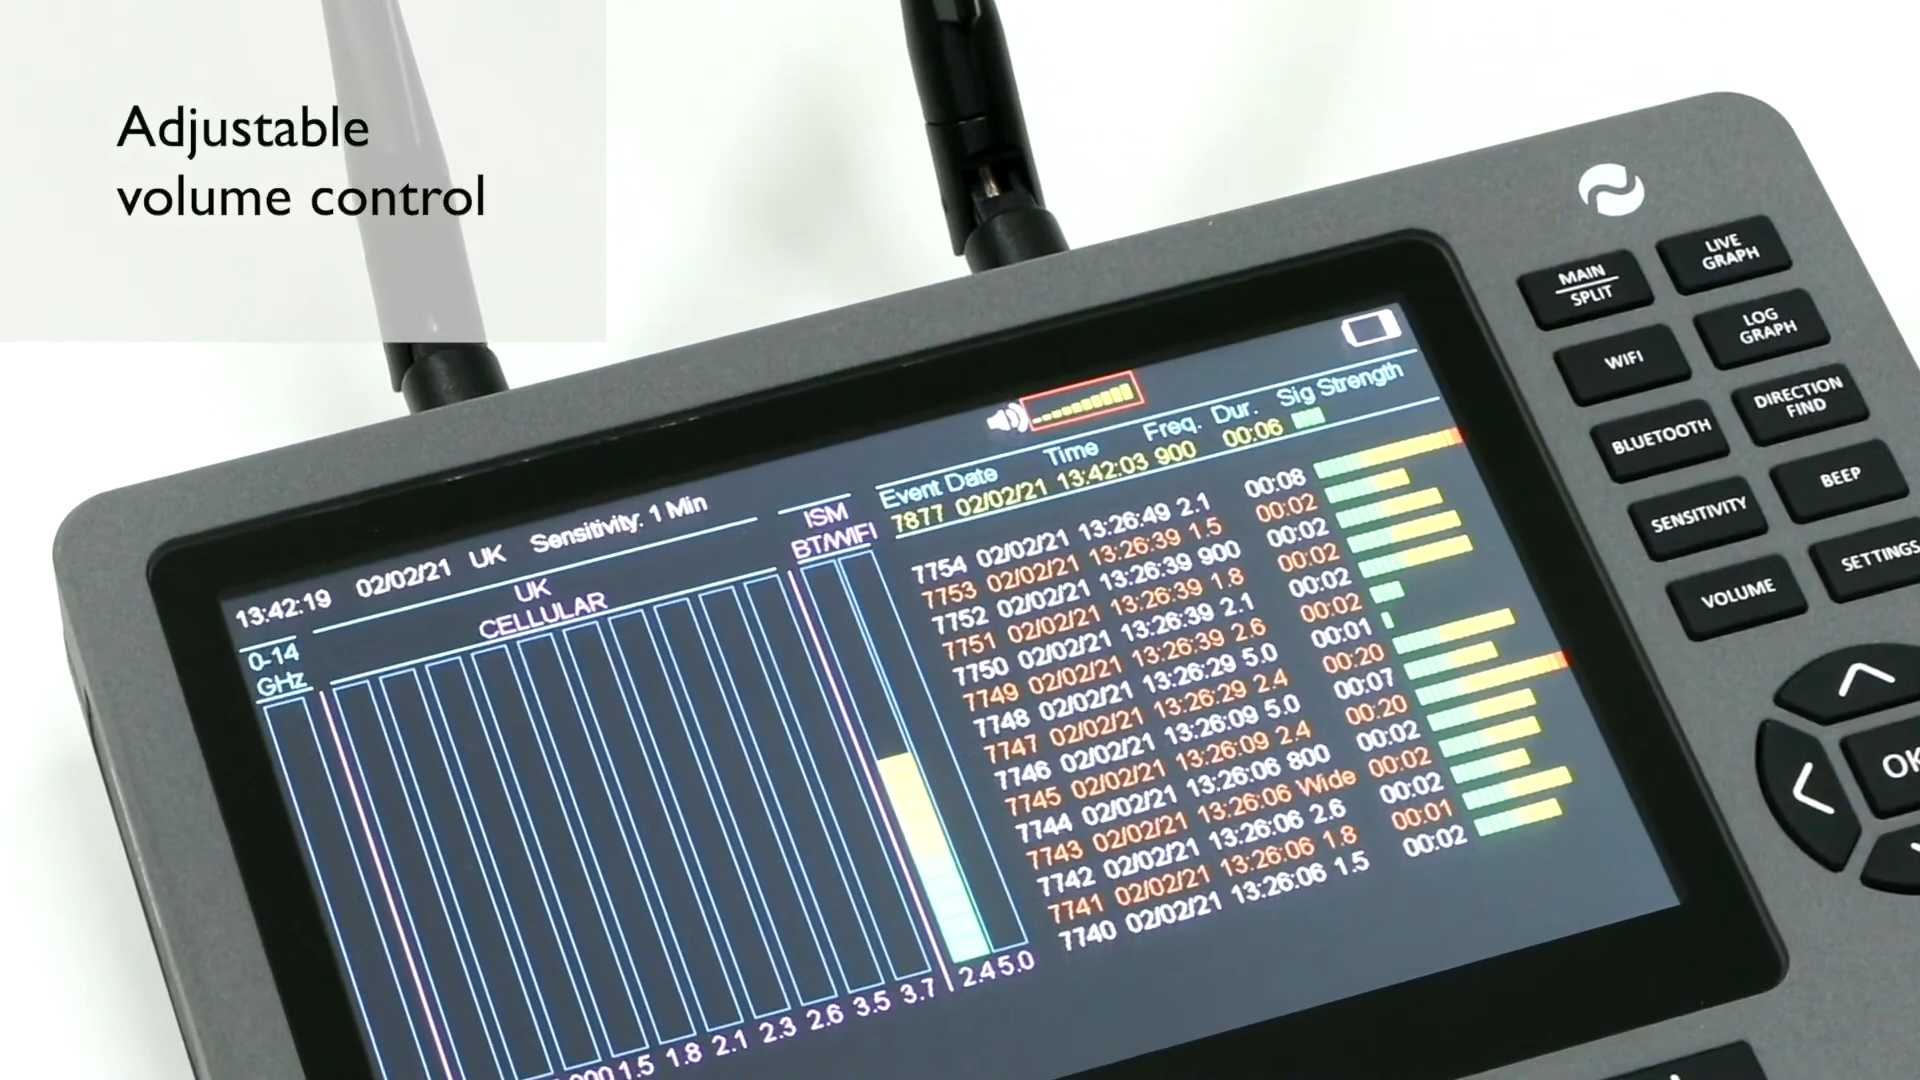 Adjustable
volume control
13:42:19 02/02/21 UK Sensitivity: 1 Min
0-14
GHz
UK
CELLULAR
ISM
BT/WIFI
1.5 1.8 2.1 2.3 2.6 3.5 3.7 2.4 5.0
Event Date Time Freq. Dur. Sig Strength
7877 02/02/21 13:42:03 900 00:06
7754 02/02/21 13:26:49 2.1 00:08
7753 02/02/21 13:26:39 1.5 00:02
7752 02/02/21 13:26:39 900 00:02
7751 02/02/21 13:26:39 1.8 00:02
7750 02/02/21 13:26:39 2.1 00:02
7749 02/02/21 13:26:39 2.6 00:02
7748 02/02/21 13:26:29 5.0 00:01
7747 02/02/21 13:26:29 2.4 00:20
7746 02/02/21 13:26:09 5.0 00:07
7745 02/02/21 13:26:09 2.4 00:20
7744 02/02/21 13:26:06 800 00:02
7743 02/02/21 13:26:06 Wide 00:02
7742 02/02/21 13:26:06 2.6 00:02
7741 02/02/21 13:26:06 1.8 00:01
7740 02/02/21 13:26:06 1.5 00:02
MAIN
SPLIT
LIVE
GRAPH
WIFI
LOG
GRAPH
BLUETOOTH
DIRECTION
FIND
SENSITIVITY
BEEP
VOLUME
SETTINGS
OK